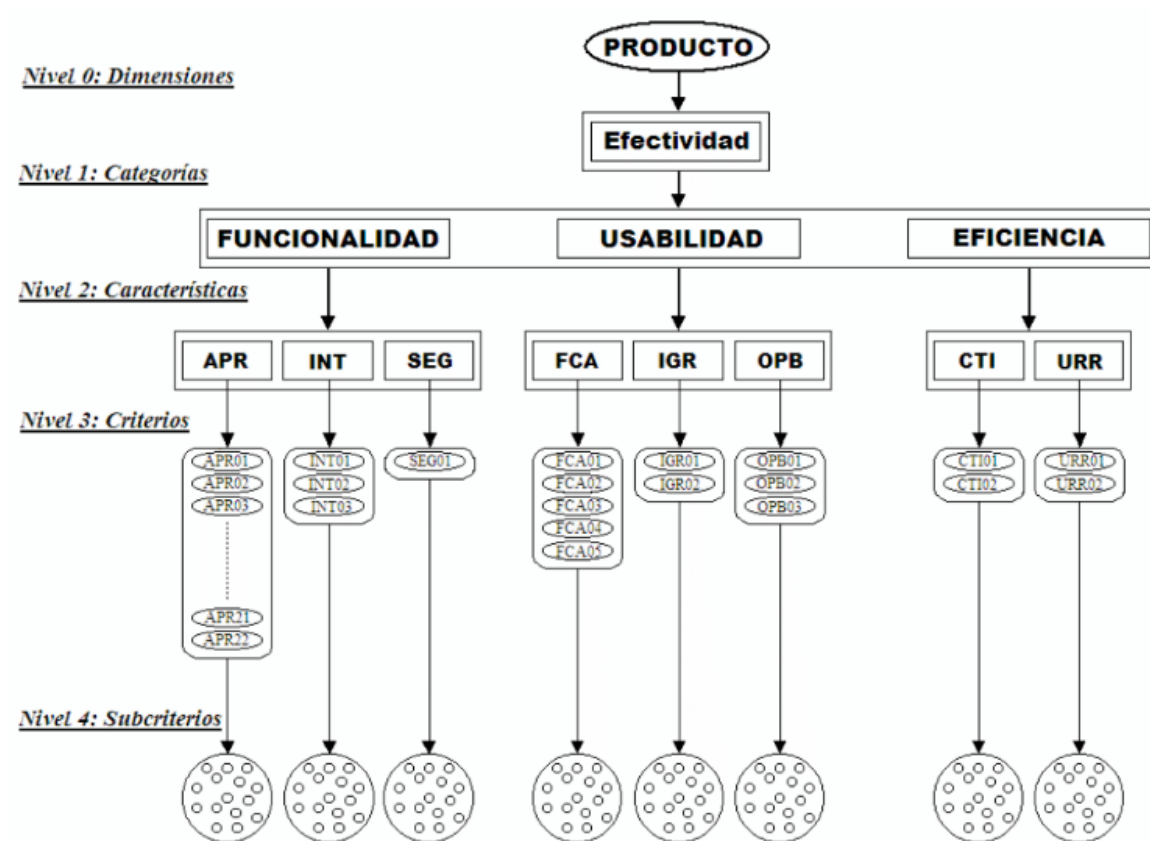 PRODUCTO
Nivel 0: Dimensiones
Efectividad
Nivel 1: Categorías
FUNCIONALIDAD USABILIDAD EFICIENCIA
Nivel 2: Características
APR INT SEG FCA IGR OPB CTI URR
Nivel 3: Criterios
APR01 INT01 SEG01 FCA01 IGR01 OPB01 CTI01 URR01
APR02 INT02 FCA02 IGR02 OPB02 CTI02 URR02
APR03 INT03 FCA03 OPB03
FCA04
FCA05
APR21
APR22
Nivel 4: Subcriterios